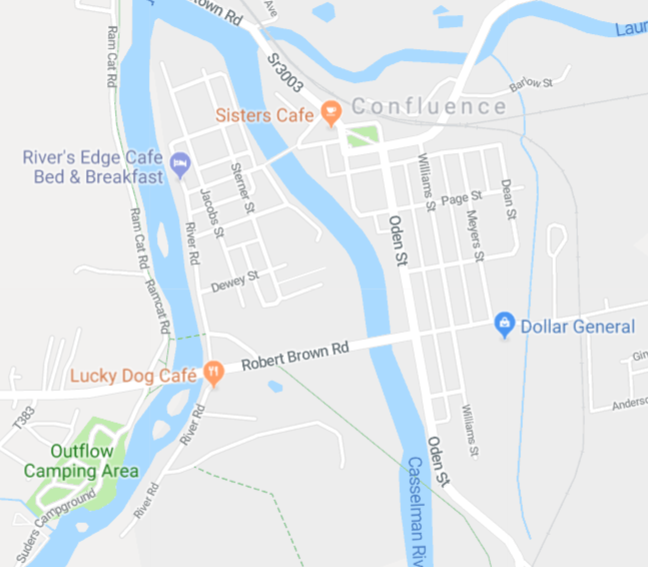 own Rd
Ave
Laur
Ram Cat Rd
Sr3003
Barlow St
Confluence
Sisters Cafe
River's Edge Cafe
Bed & Breakfast
Sterner St
Williams St
Page St
Dean St
Jacobs St
Meyers St
Ram Cat Rd
River Rd
Oden St
Dewey St
Ramcat Rd
Dollar General
Robert Brown Rd
Lucky Dog Café
Gin
Anderso
T383
River Rd
Williams St
Outflow
Camping Area
Oden St
Casselman Riv
River Rd
Suders Campground